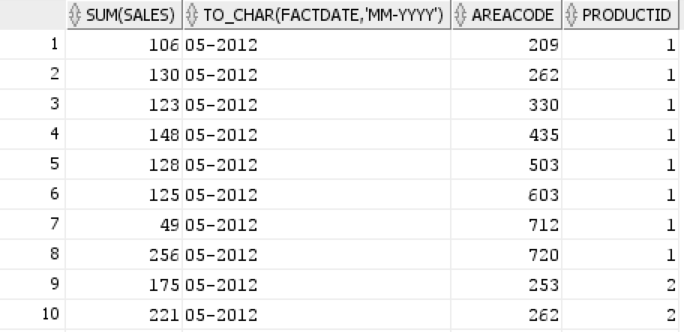 SUM(SALES) TO_CHAR(FACTDATE,'MM-YYYY') AREACODE PRODUCTID
1 106 05-2012 209 1
2 130 05-2012 262 1
3 123 05-2012 330 1
4 148 05-2012 435 1
5 128 05-2012 503 1
6 125 05-2012 603 1
7 49 05-2012 712 1
8 256 05-2012 720 1
9 175 05-2012 253 2
10 221 05-2012 262 2